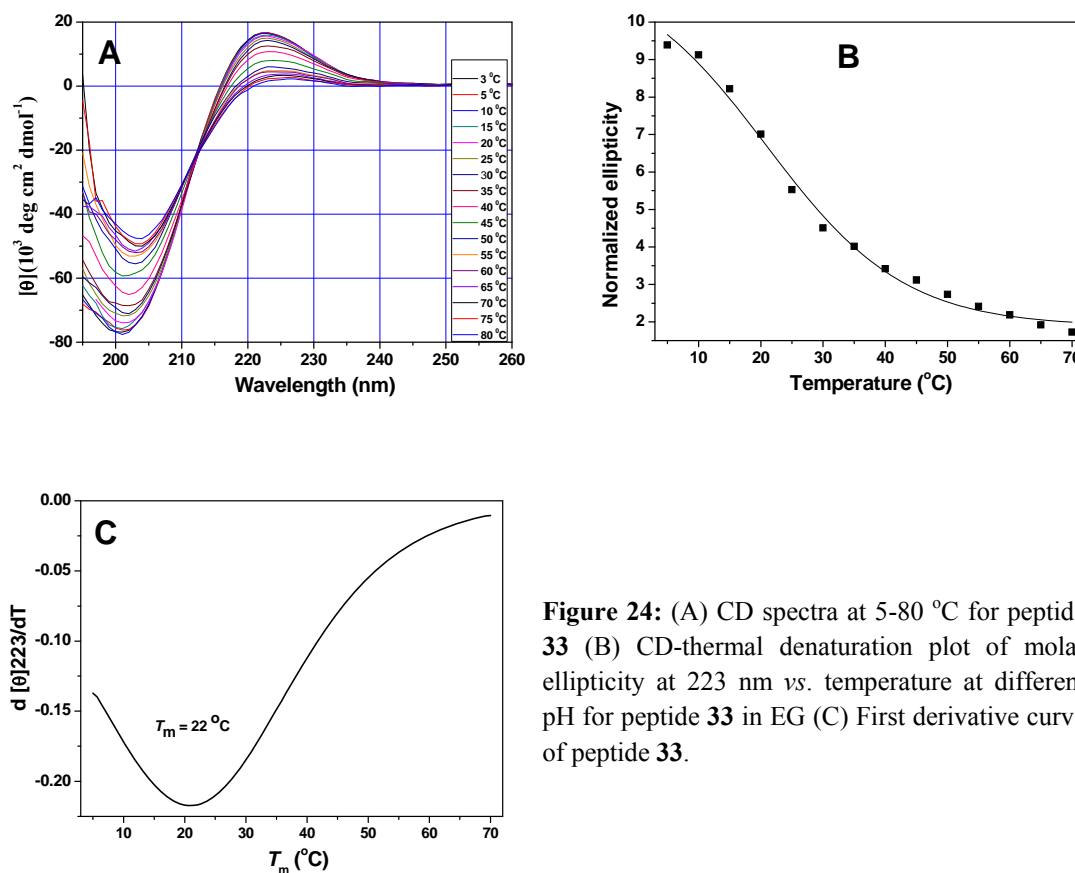 A
20
0
-20
-40
-60
-80
[θ](10³ deg cm² dmol⁻¹)
200 210 220 230 240 250 260
Wavelength (nm)
3 °C
5 °C
10 °C
15 °C
20 °C
25 °C
30 °C
35 °C
40 °C
45 °C
50 °C
55 °C
60 °C
65 °C
70 °C
75 °C
80 °C
B
10
9
8
7
6
5
4
3
2
Normalized ellipticity
10 20 30 40 50 60 70
Temperature (°C)
C
0.00
-0.05
-0.10
-0.15
-0.20
d [θ]223/dT
Tm = 22 °C
10 20 30 40 50 60 70
Tm (°C)
Figure 24: (A) CD spectra at 5-80 °C for peptid
33 (B) CD-thermal denaturation plot of mola
ellipticity at 223 nm vs. temperature at differen
pH for peptide 33 in EG (C) First derivative curv
of peptide 33.